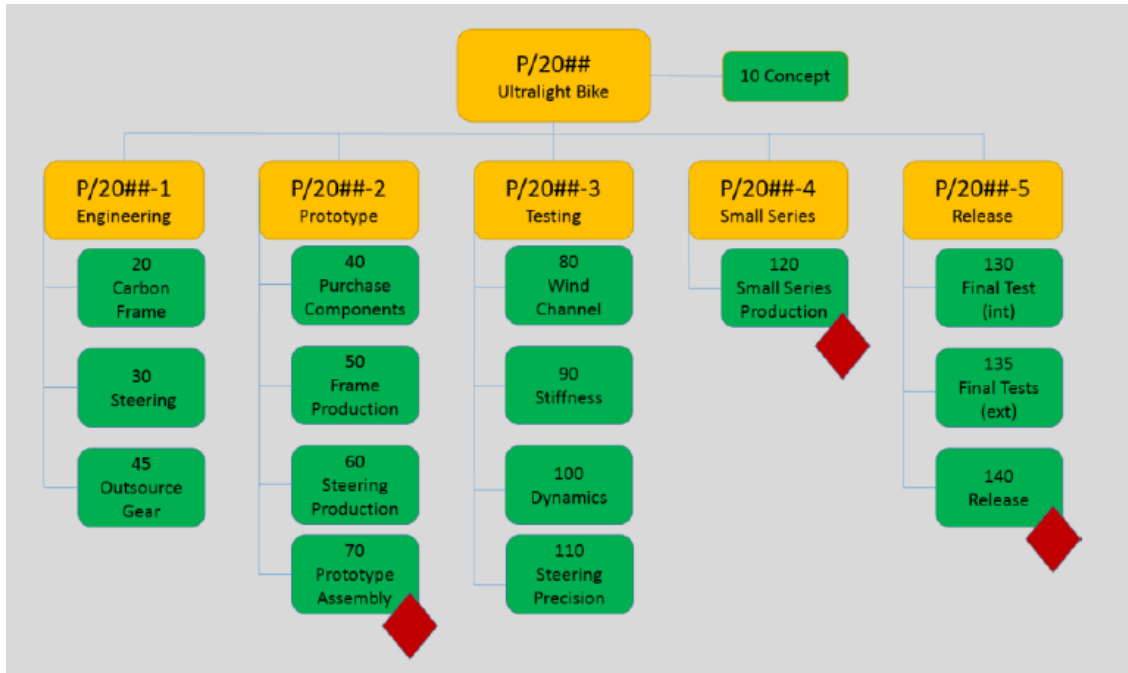 P/20##
Ultralight Bike
10 Concept
P/20##-1
Engineering
20
Carbon
Frame
30
Steering
45
Outsource
Gear
P/20##-2
Prototype
40
Purchase
Components
50
Frame
Production
60
Steering
Production
70
Prototype
Assembly
P/20##-3
Testing
80
Wind
Channel
90
Stiffness
100
Dynamics
110
Steering
Precision
P/20##-4
Small Series
120
Small Series
Production
P/20##-5
Release
130
Final Test
(int)
135
Final Tests
(ext)
140
Release